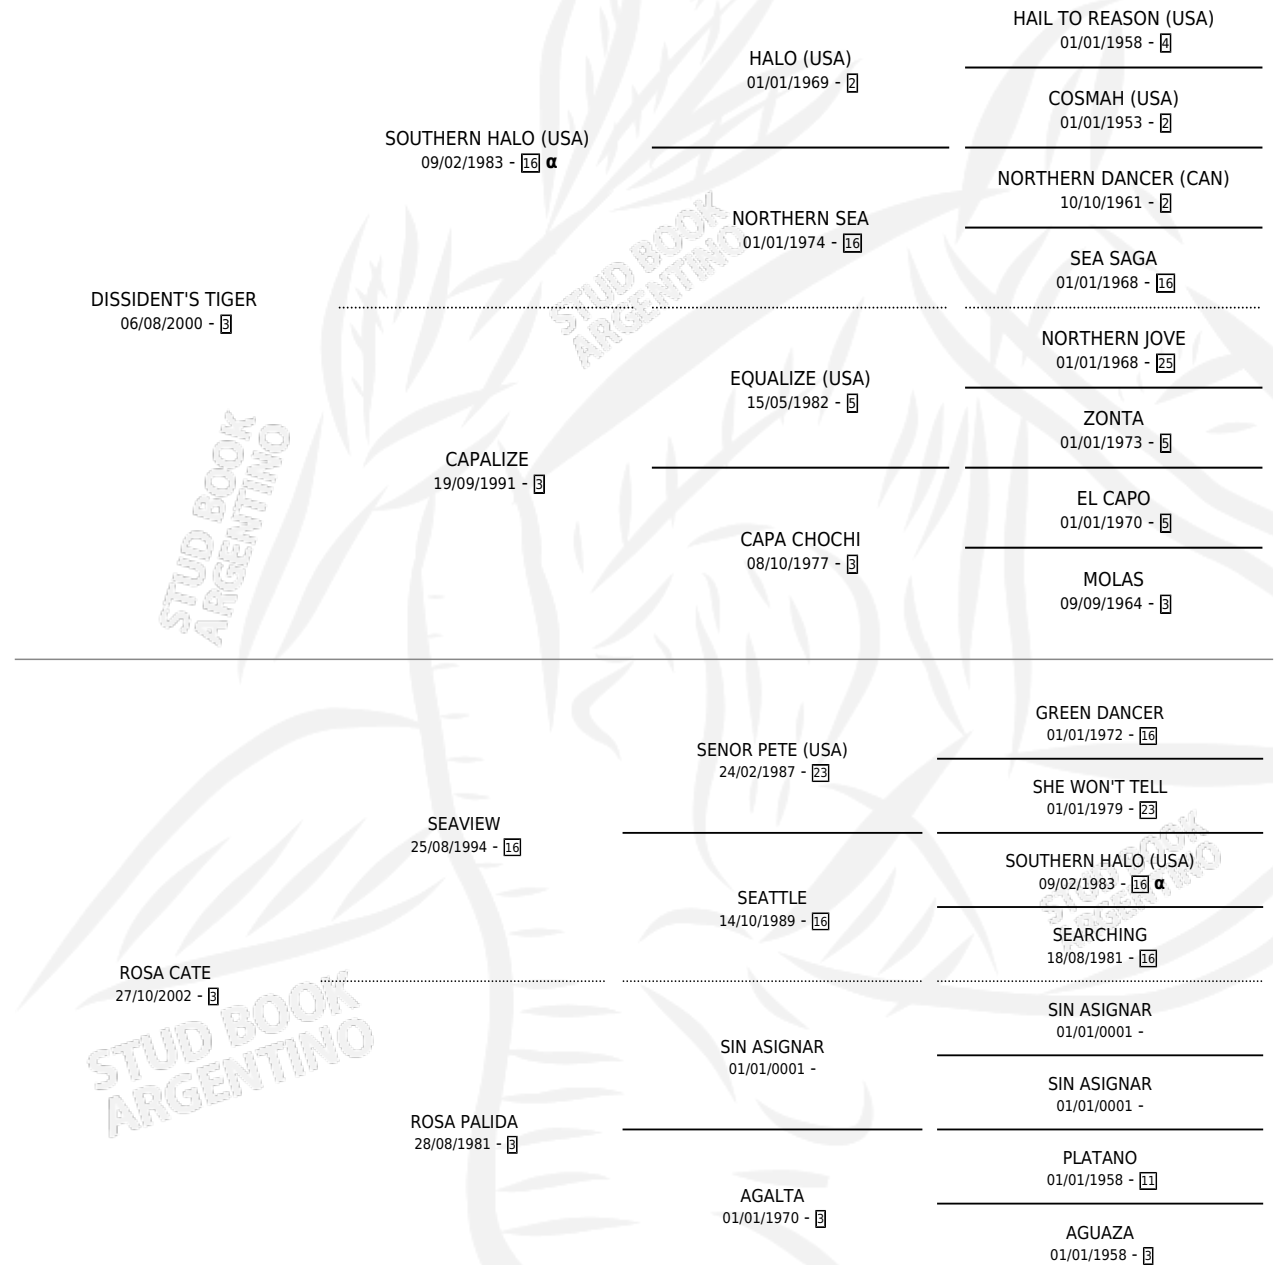 HAIL TO REASON (USA)
01/01/1958 - 4
HALO (USA)
01/01/1969 - 2
COSMAH (USA)
01/01/1953 - 2
SOUTHERN HALO (USA)
09/02/1983 - 16 α
NORTHERN DANCER (CAN)
10/10/1961 - 2
NORTHERN SEA
01/01/1974 - 16
SEA SAGA
01/01/1968 - 16
DISSIDENT'S TIGER
06/08/2000 - 3
NORTHERN JOVE
01/01/1968 - 25
EQUALIZE (USA)
15/05/1982 - 5
ZONTA
01/01/1973 - 5
CAPALIZE
19/09/1991 - 3
EL CAPO
01/01/1970 - 5
CAPA CHOCHI
08/10/1977 - 3
MOLAS
09/09/1964 - 3
GREEN DANCER
01/01/1972 - 16
SENOR PETE (USA)
24/02/1987 - 23
SHE WON'T TELL
01/01/1979 - 23
SEAVIEW
25/08/1994 - 16
SOUTHERN HALO (USA)
09/02/1983 - 16 α
SEATTLE
14/10/1989 - 16
SEARCHING
18/08/1981 - 16
ROSA CATE
27/10/2002 - 3
SIN ASIGNAR
01/01/0001 -
SIN ASIGNAR
01/01/0001 -
SIN ASIGNAR
01/01/0001 -
ROSA PALIDA
28/08/1981 - 3
PLATANO
01/01/1958 - 11
AGALTA
01/01/1970 - 3
AGUAZA
01/01/1958 - 3
STUD BOOK
ARGENTINO
STUD BOOK
ARGENTINO
STUD BOOK
ARGENTINO
STUD BOOK
ARGENTINO